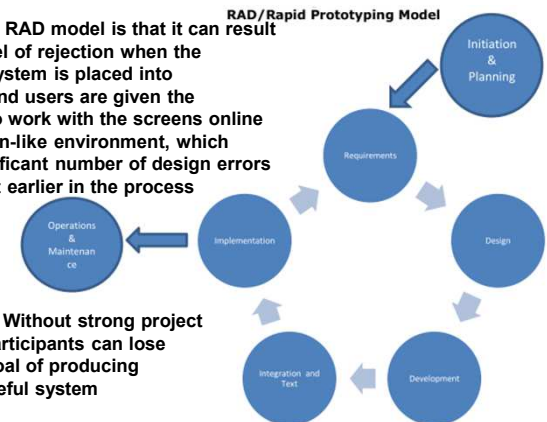 RAD/Rapid Prototyping Model
RAD model is that it can result
el of rejection when the
ystem is placed into
nd users are given the
o work with the screens online
n-like environment, which
ificant number of design errors
t earlier in the process
Initiation
&
Planning
Requirements
Design
Development
Integration and
Text
Implementation
Operations
&
Maintenan
ce
Without strong project
articipants can lose
oal of producing
eful system